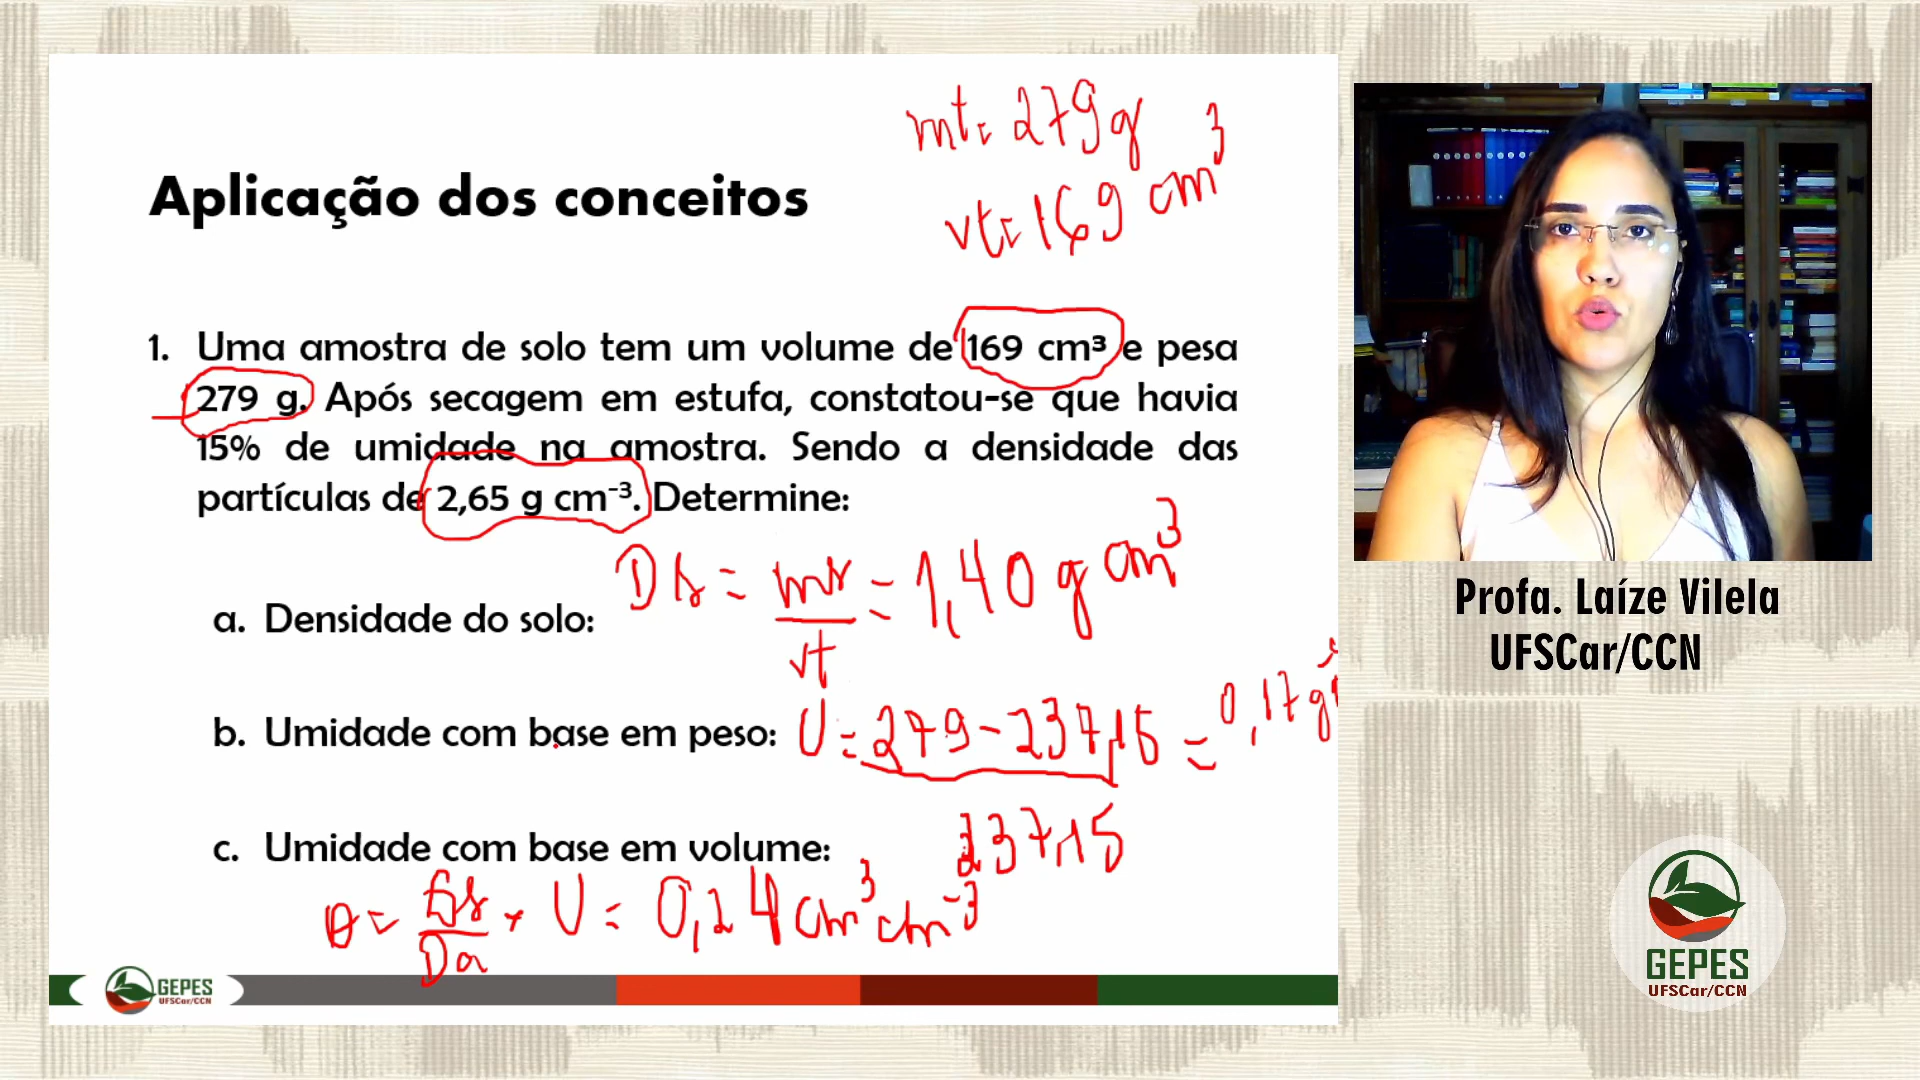 mt= 279 g
vt= 169 cm³
Aplicação dos conceitos
1. Uma amostra de solo tem um volume de 169 cm³ e pesa
279 g. Após secagem em estufa, constatou-se que havia
15% de umidade na amostra. Sendo a densidade das
partículas de 2,65 g cm⁻³. Determine:
a. Densidade do solo:
Ds = ms/vt = 1,40 g cm³
b. Umidade com base em peso:
U = 279 - 237,15 / 237,15 = 0,17 g
c. Umidade com base em volume:
θ = Ds/Da * U = 0,24 cm³ cm⁻³
GEPES
UFSCar/CCN
Profa. Laíze Vilela
UFSCar/CCN
GEPES
UFSCar/CCN